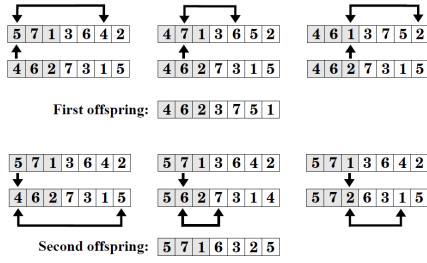 5 7 1 3 6 4 2 4 7 1 3 6 5 2 4 6 1 3 7 5 2
4 6 2 7 3 1 5 4 6 2 7 3 1 5 4 6 2 7 3 1 5
First offspring: 4 6 2 3 7 5 1
5 7 1 3 6 4 2 5 7 1 3 6 4 2 5 7 1 3 6 4 2
4 6 2 7 3 1 5 5 6 2 7 3 1 4 5 7 2 6 3 1 5
Second offspring: 5 7 1 6 3 2 5